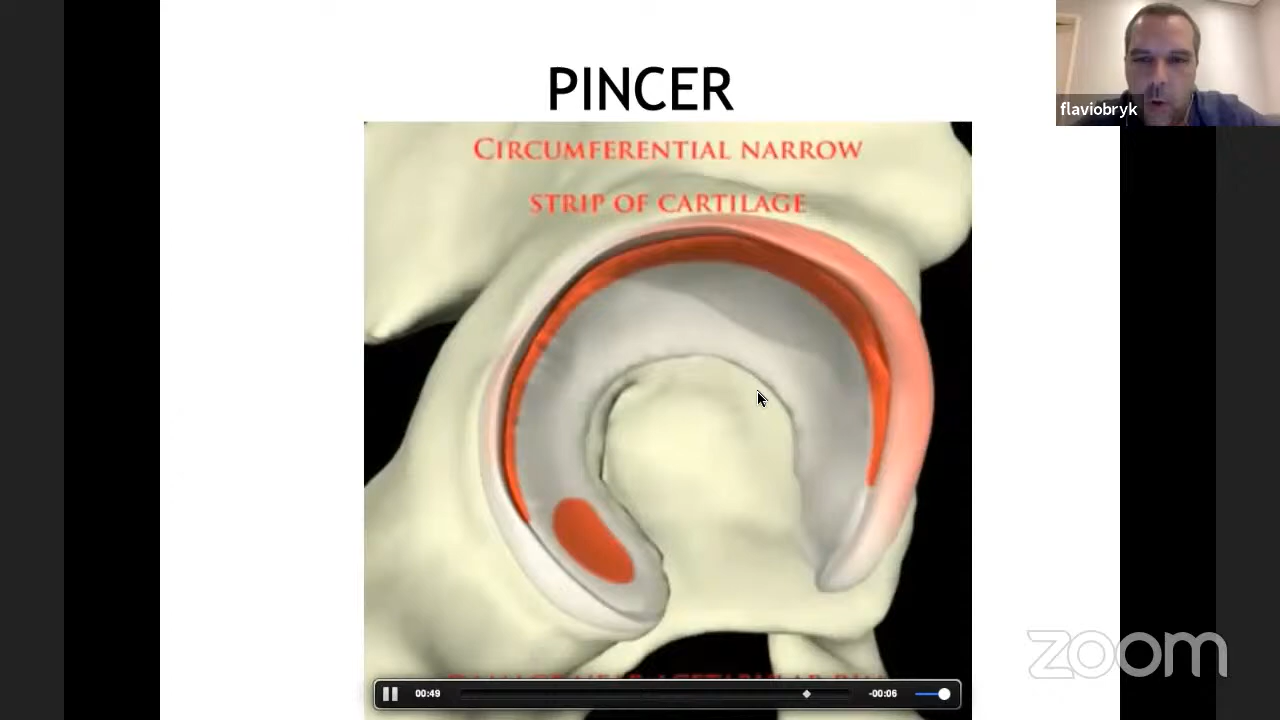 PINCER
flaviobryk
CIRCUMFERENTIAL NARROW
STRIP OF CARTILAGE
00:49
-00:06
zoom